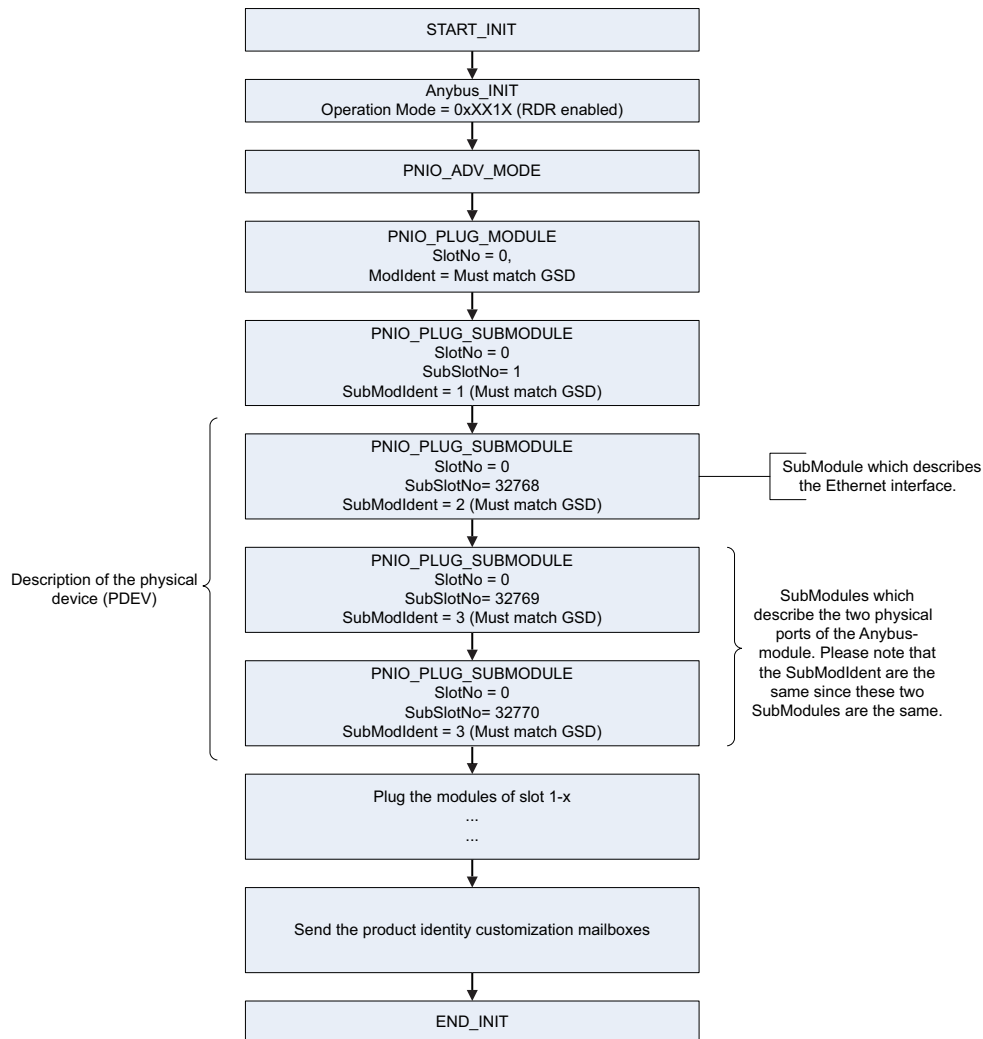 START_INIT
Anybus_INIT
Operation Mode = 0xXX1X (RDR enabled)
PNIO_ADV_MODE
PNIO_PLUG_MODULE
SlotNo = 0,
ModIdent = Must match GSD
PNIO_PLUG_SUBMODULE
SlotNo = 0
SubSlotNo= 1
SubModIdent = 1 (Must match GSD)
PNIO_PLUG_SUBMODULE
SlotNo = 0
SubSlotNo= 32768
SubModIdent = 2 (Must match GSD)
SubModule which describes
the Ethernet interface.
Description of the physical
device (PDEV)
PNIO_PLUG_SUBMODULE
SlotNo = 0
SubSlotNo= 32769
SubModIdent = 3 (Must match GSD)
PNIO_PLUG_SUBMODULE
SlotNo = 0
SubSlotNo= 32770
SubModIdent = 3 (Must match GSD)
SubModules which
describe the two physical
ports of the Anybus-
module. Please note that
the SubModIdent are the
same since these two
SubModules are the same.
Plug the modules of slot 1-x
...
...
Send the product identity customization mailboxes
END_INIT